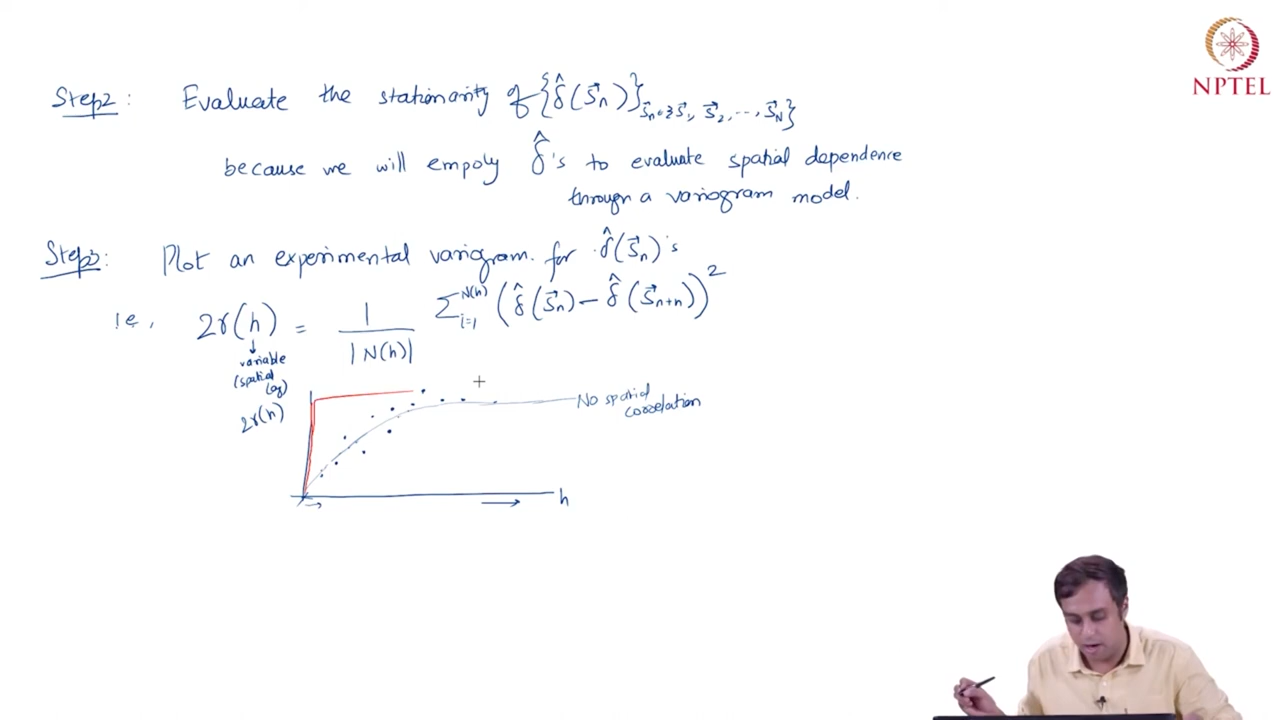 NPTEL
Step2: Evaluate the stationarity of {δ̂(s⃗n)} s⃗n∈{s⃗1, s⃗2, ..., s⃗N}
because we will empoly δ̂'s to evaluate spatial dependence
through a variogram model.
Step3: Plot an experimental variogram for δ̂(s⃗n)'s
i.e., 2γ(h) = 1/|N(h)| Σ_{i=1}^{N(h)} (δ̂(s⃗n) − δ̂(s⃗n+h))²
variable
(spatial
lag)
2γ(h)
No spatial
correlation
h